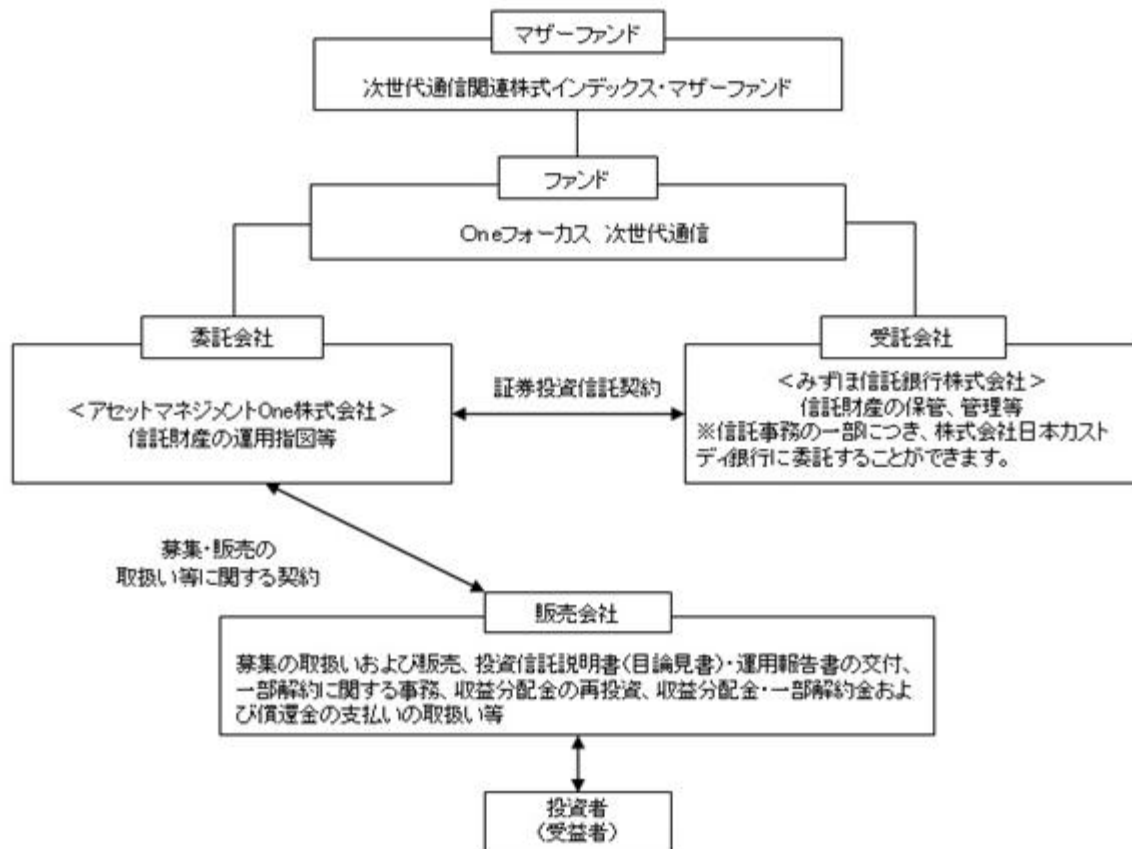 マザーファンド
次世代通信関連株式インデックス・マザーファンド
ファンド
Oneフォーカス 次世代通信
委託会社
<アセットマネジメントOne株式会社>
信託財産の運用指図等
証券投資信託契約
受託会社
<みずほ信託銀行株式会社>
信託財産の保管、管理等
※信託事務の一部につき、株式会社日本カスト
ディ銀行に委託することができます。
募集・販売の
取扱い等に関する契約
販売会社
募集の取扱いおよび販売、投資信託説明書(目論見書)・運用報告書の交付、
一部解約に関する事務、収益分配金の再投資、収益分配金・一部解約金およ
び償還金の支払いの取扱い等
投資者
(受益者)